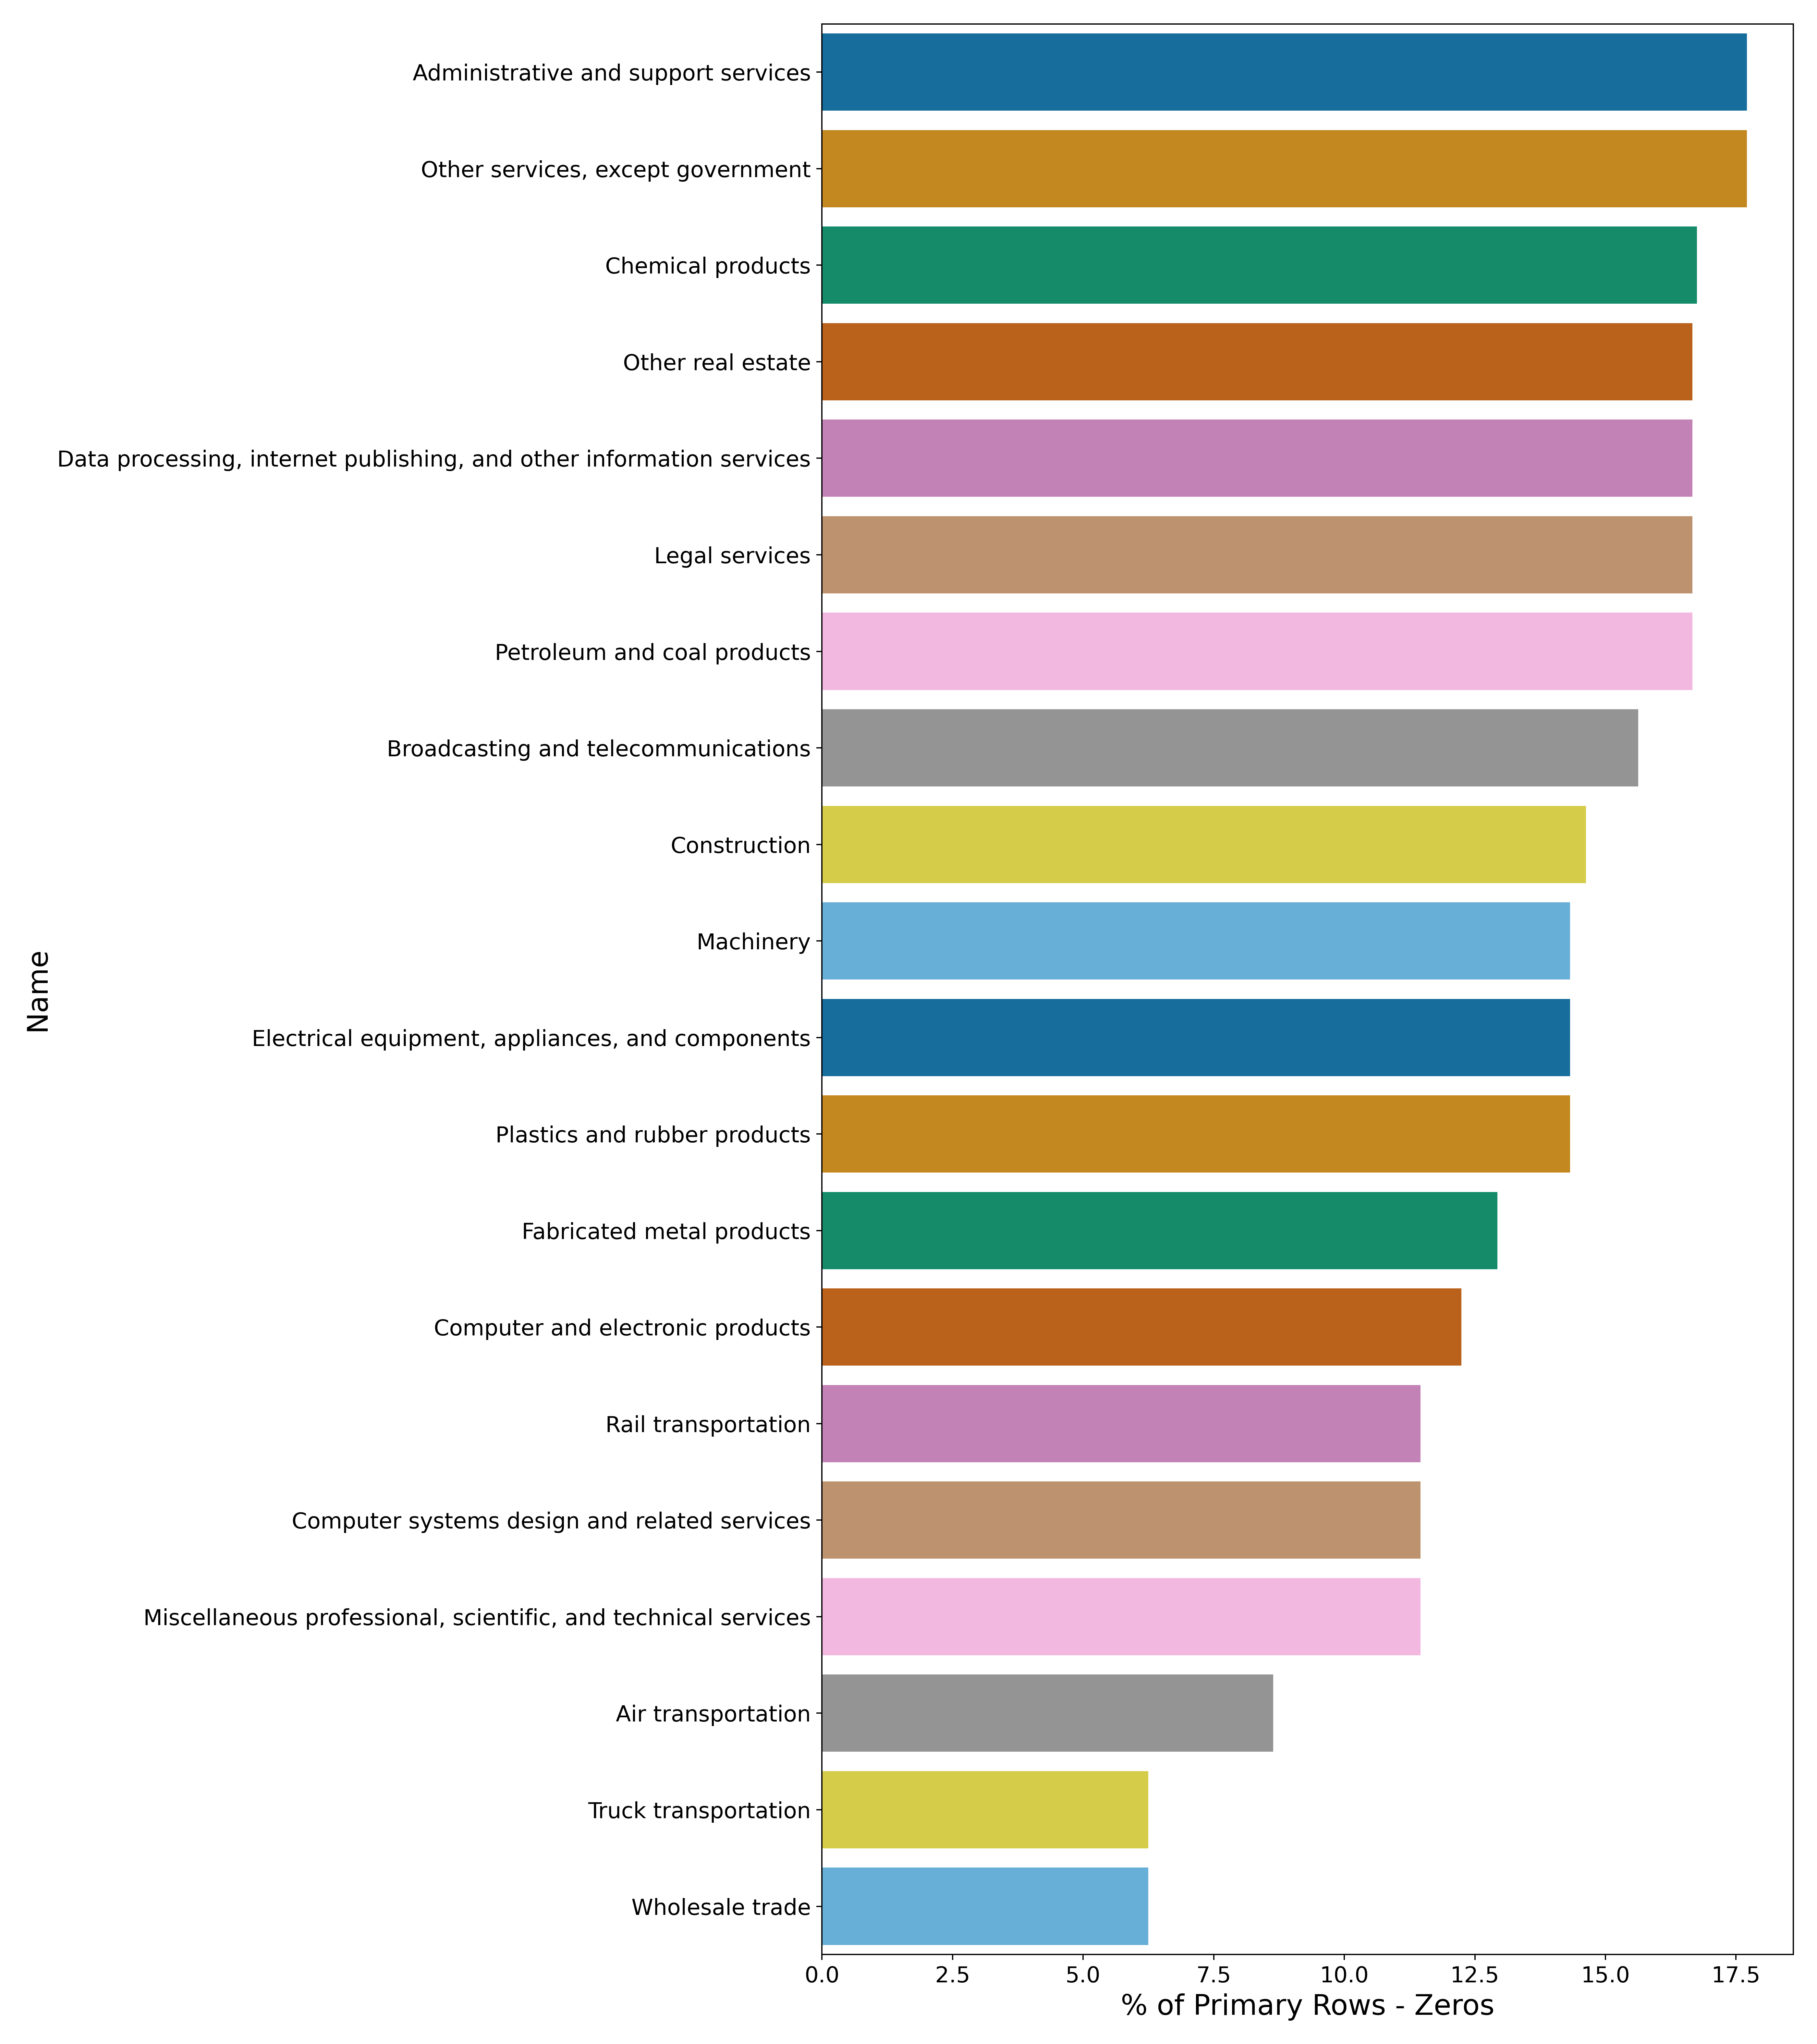 Administrative and support services
Other services, except government
Chemical products
Other real estate
Data processing, internet publishing, and other information services
Legal services
Petroleum and coal products
Broadcasting and telecommunications
Construction
Machinery
Name
Electrical equipment, appliances, and components
Plastics and rubber products
Fabricated metal products
Computer and electronic products
Rail transportation
Computer systems design and related services
Miscellaneous professional, scientific, and technical services
Air transportation
Truck transportation
Wholesale trade
0.0 2.5 5.0 7.5 10.0 12.5 15.0 17.5
% of Primary Rows - Zeros